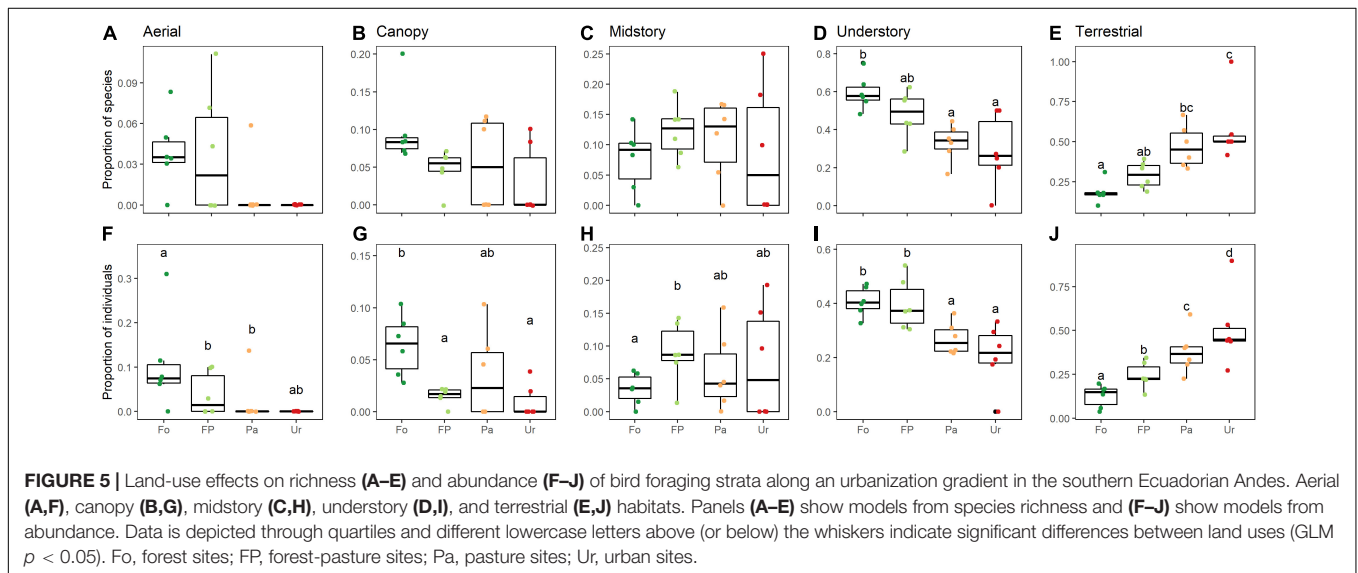 A Aerial B Canopy C Midstory D Understory E Terrestrial
Proportion of species
0.09
0.06
0.03
0.00
0.20
0.15
0.10
0.05
0.00
0.25
0.20
0.15
0.10
0.05
0.00
0.8
0.6
0.4
0.2
0.0
b ab a a
1.00
0.75
0.50
0.25
a ab bc c
F G H I J
Proportion of individuals
0.3
0.2
0.1
0.0
a b b ab
Fo FP Pa Ur
0.15
0.10
0.05
0.00
b a ab a
Fo FP Pa Ur
0.25
0.20
0.15
0.10
0.05
0.00
a b ab ab
Fo FP Pa Ur
0.6
0.4
0.2
0.0
b b a a
Fo FP Pa Ur
0.75
0.50
0.25
0.00
a b c d
Fo FP Pa Ur
FIGURE 5 | Land-use effects on richness (A–E) and abundance (F–J) of bird foraging strata along an urbanization gradient in the southern Ecuadorian Andes. Aerial
(A,F), canopy (B,G), midstory (C,H), understory (D,I), and terrestrial (E,J) habitats. Panels (A–E) show models from species richness and (F–J) show models from
abundance. Data is depicted through quartiles and different lowercase letters above (or below) the whiskers indicate significant differences between land uses (GLM
p < 0.05). Fo, forest sites; FP, forest-pasture sites; Pa, pasture sites; Ur, urban sites.